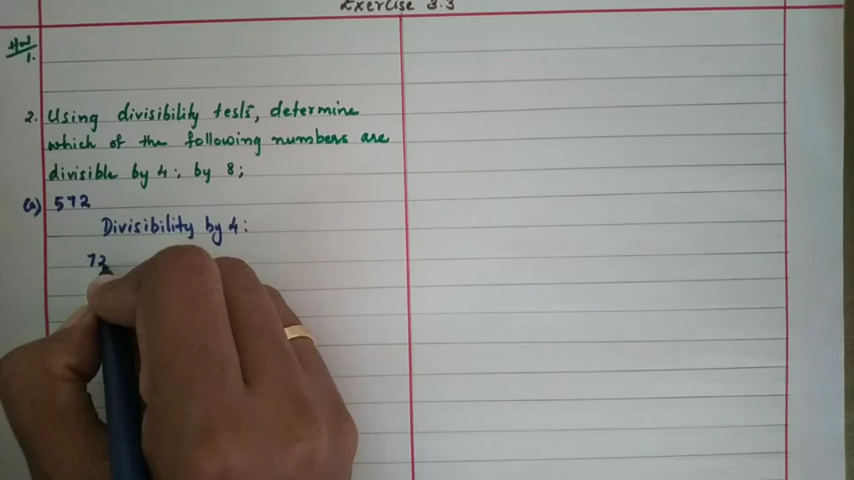 Exercise 3.3
H/W
1.
2. Using divisibility tests, determine
which of the following numbers are
divisible by 4; by 8;
(a) 572
Divisibility by 4:
72